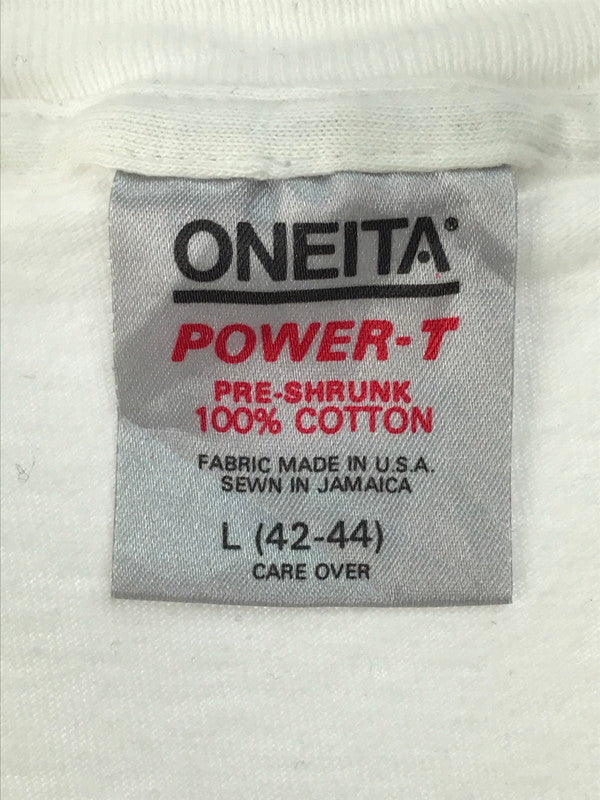 ONEITA®
POWER-T
PRE-SHRUNK
100% COTTON
FABRIC MADE IN U.S.A.
SEWN IN JAMAICA
L (42-44)
CARE OVER